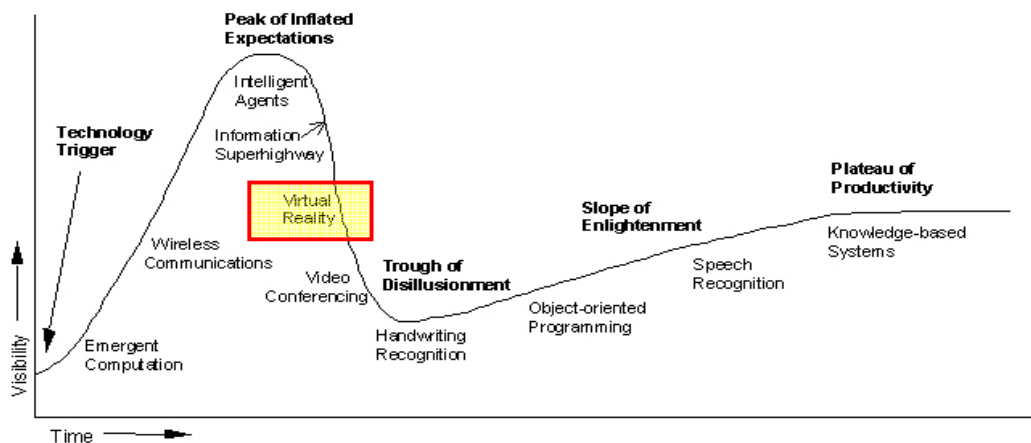 Peak of Inflated
Expectations
Intelligent
Agents
Technology
Trigger
Information
Superhighway
Virtual
Reality
Plateau of
Productivity
Slope of
Enlightenment
Wireless
Communications
Knowledge-based
Systems
Trough of
Disillusionment
Video
Conferencing
Speech
Recognition
Object-oriented
Programming
Handwriting
Recognition
Emergent
Computation
Visibility
Time